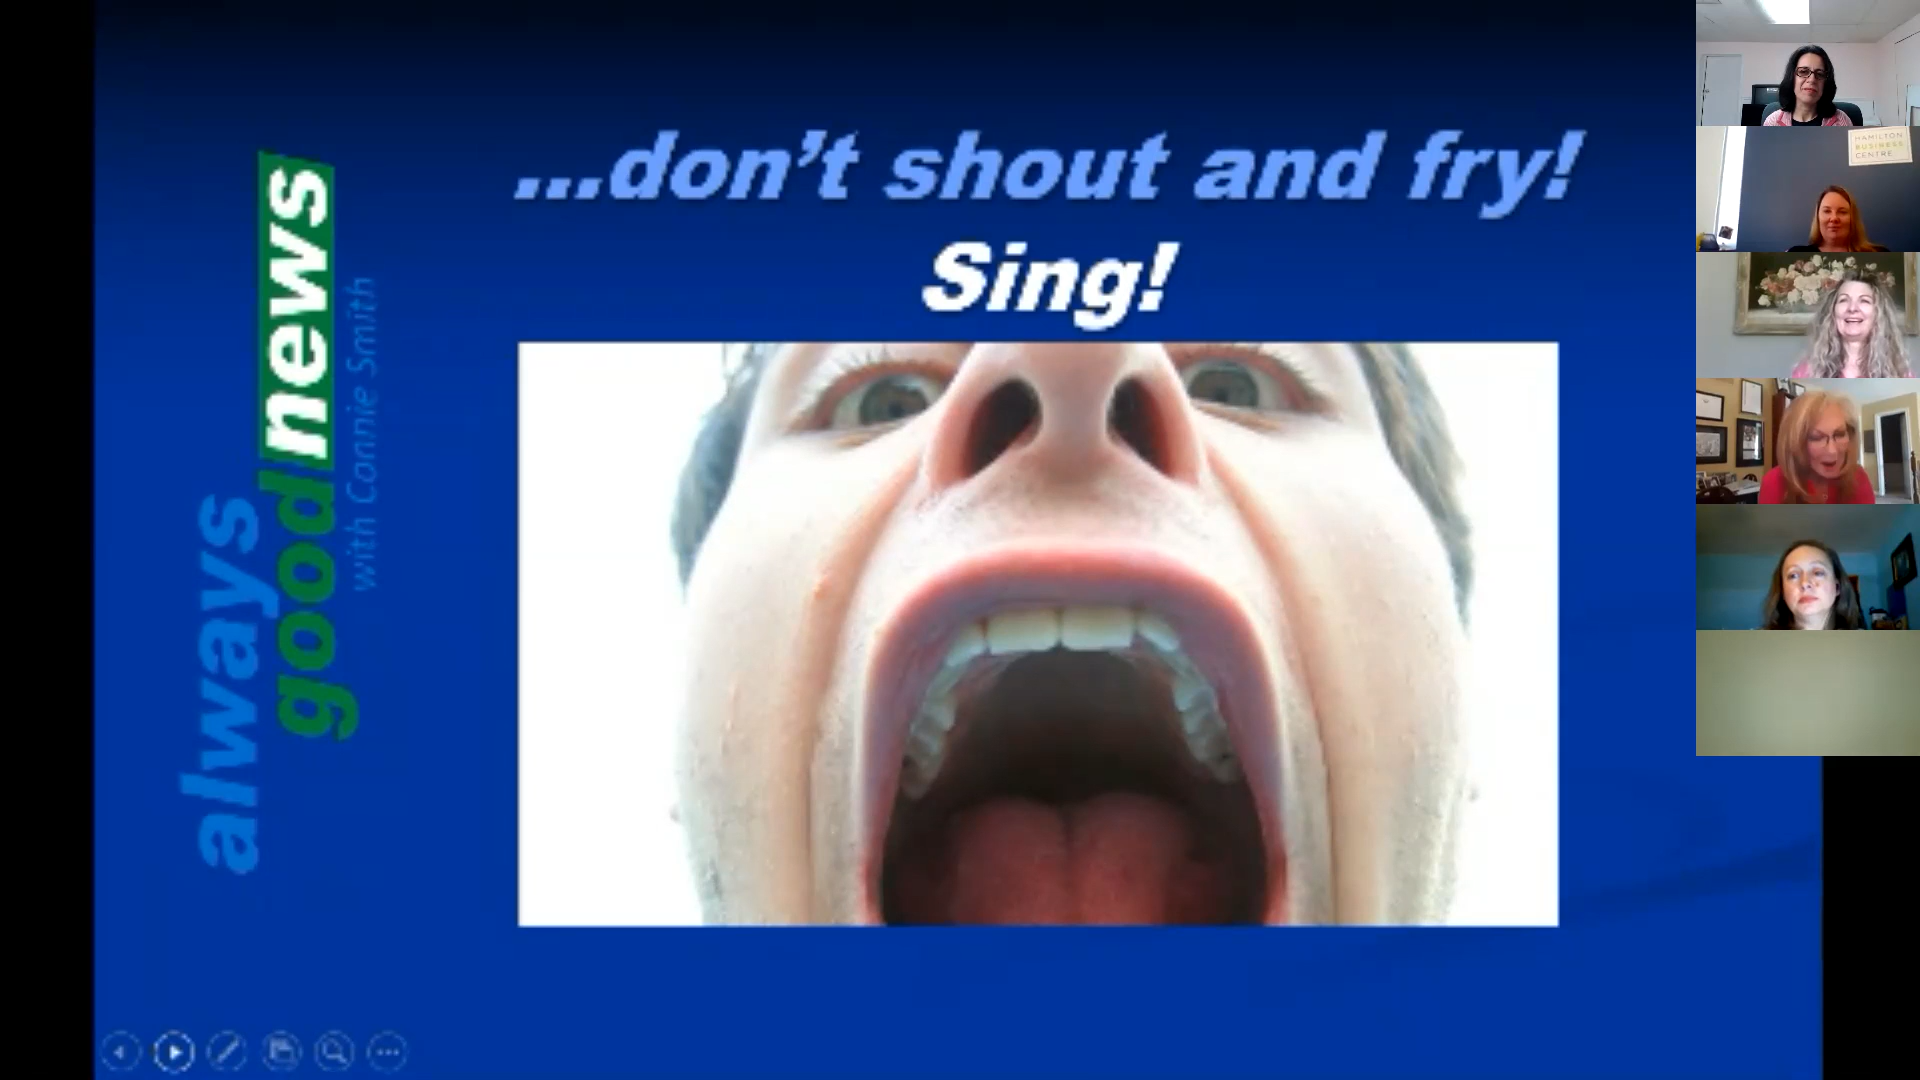 ...don't shout and fry!
Sing!
always
good news
with Connie Smith
HAMILTON
BUSINESS
CENTRE